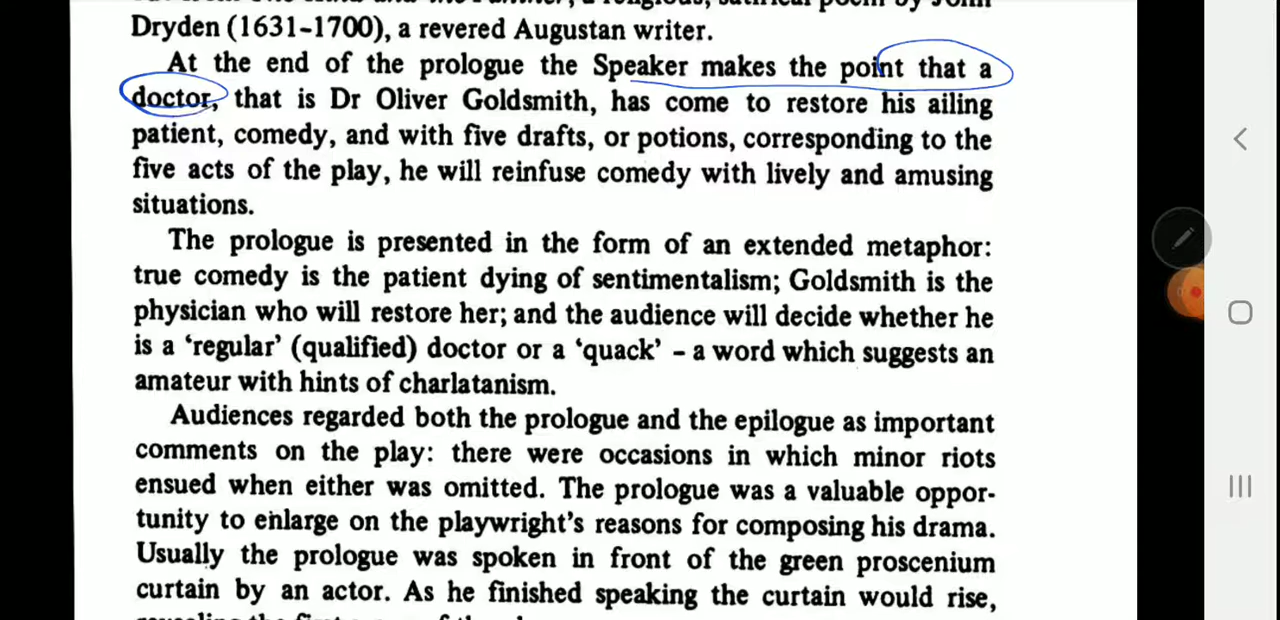 Dryden (1631–1700), a revered Augustan writer.
At the end of the prologue the Speaker makes the point that a
doctor, that is Dr Oliver Goldsmith, has come to restore his ailing
patient, comedy, and with five drafts, or potions, corresponding to the
five acts of the play, he will reinfuse comedy with lively and amusing
situations.
The prologue is presented in the form of an extended metaphor:
true comedy is the patient dying of sentimentalism; Goldsmith is the
physician who will restore her; and the audience will decide whether he
is a ‘regular’ (qualified) doctor or a ‘quack’ – a word which suggests an
amateur with hints of charlatanism.
Audiences regarded both the prologue and the epilogue as important
comments on the play: there were occasions in which minor riots
ensued when either was omitted. The prologue was a valuable oppor-
tunity to enlarge on the playwright’s reasons for composing his drama.
Usually the prologue was spoken in front of the green proscenium
curtain by an actor. As he finished speaking the curtain would rise,